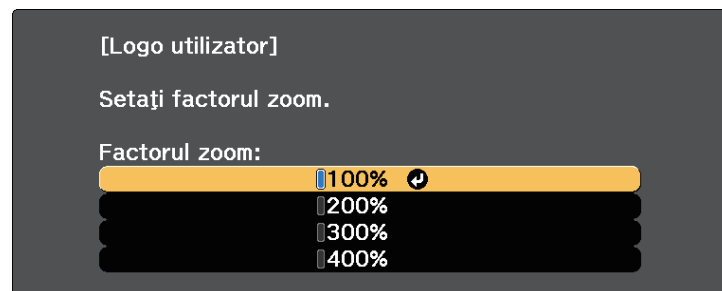 [Logo utilizator]
Setaţi factorul zoom.
Factorul zoom:
100%
200%
300%
400%